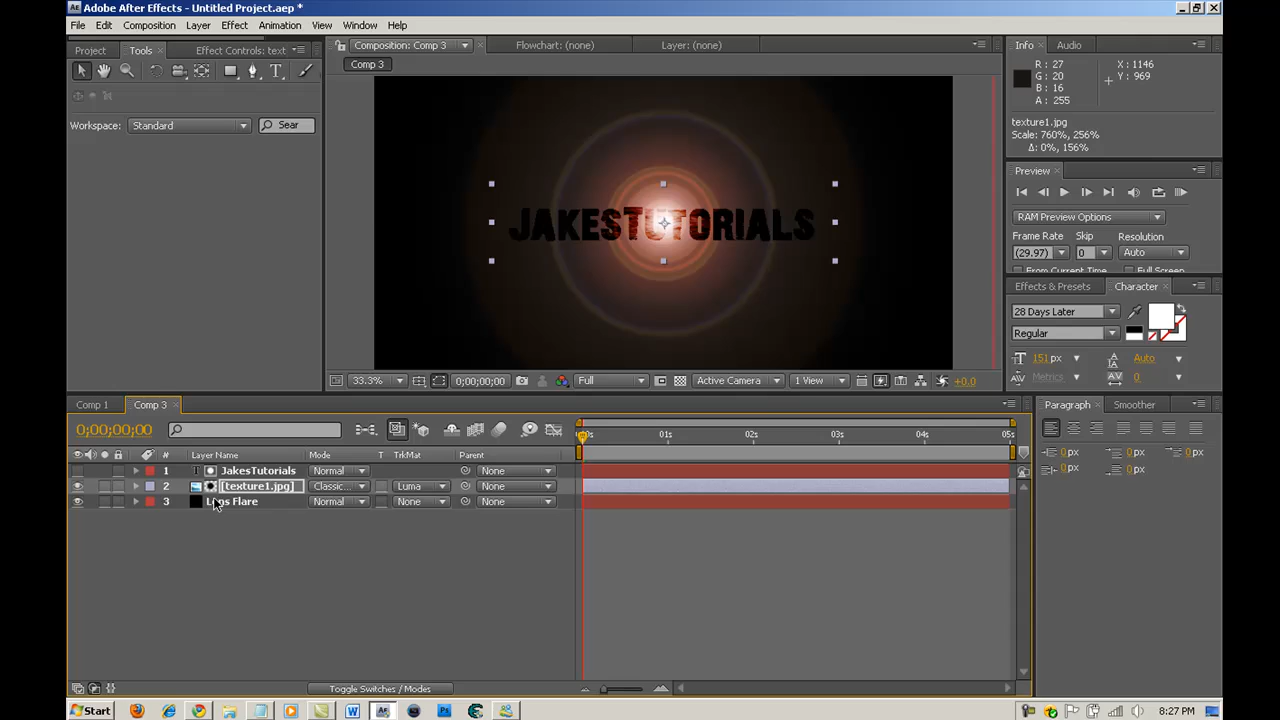 Adobe After Effects - Untitled Project.aep *
File Edit Composition Layer Effect Animation View Window Help
Project Tools Effect Controls: text
Composition: Comp 3 Flowchart: (none) Layer: (none)
Info Audio
Comp 3
R : 27
G : 20
B : 16
A : 255
X : 1146
Y : 969
texture1.jpg
Scale: 760%, 256%
Δ: 0%, 156%
Workspace: Standard Sear
Preview
RAM Preview Options
Frame Rate Skip Resolution
(29.97) 0 Auto
From Current Time Full Screen
JAKESTUTORIALS
Effects & Presets Character
28 Days Later
Regular
151 px Auto
Metrics 0
33.3% 0;00;00;00 Full Active Camera 1 View +0.0
Comp 1 Comp 3
Paragraph Smoother
0;00;00;00
01s 02s 03s 04s 05s
# Layer Name Mode T TrkMat Parent
1 T JakesTutorials Normal None
2 [texture1.jpg] Classic... Luma None
3 Lens Flare Normal None None
0 px 0 px 0 px
0 px 0 px
Toggle Switches / Modes
Start
8:27 PM